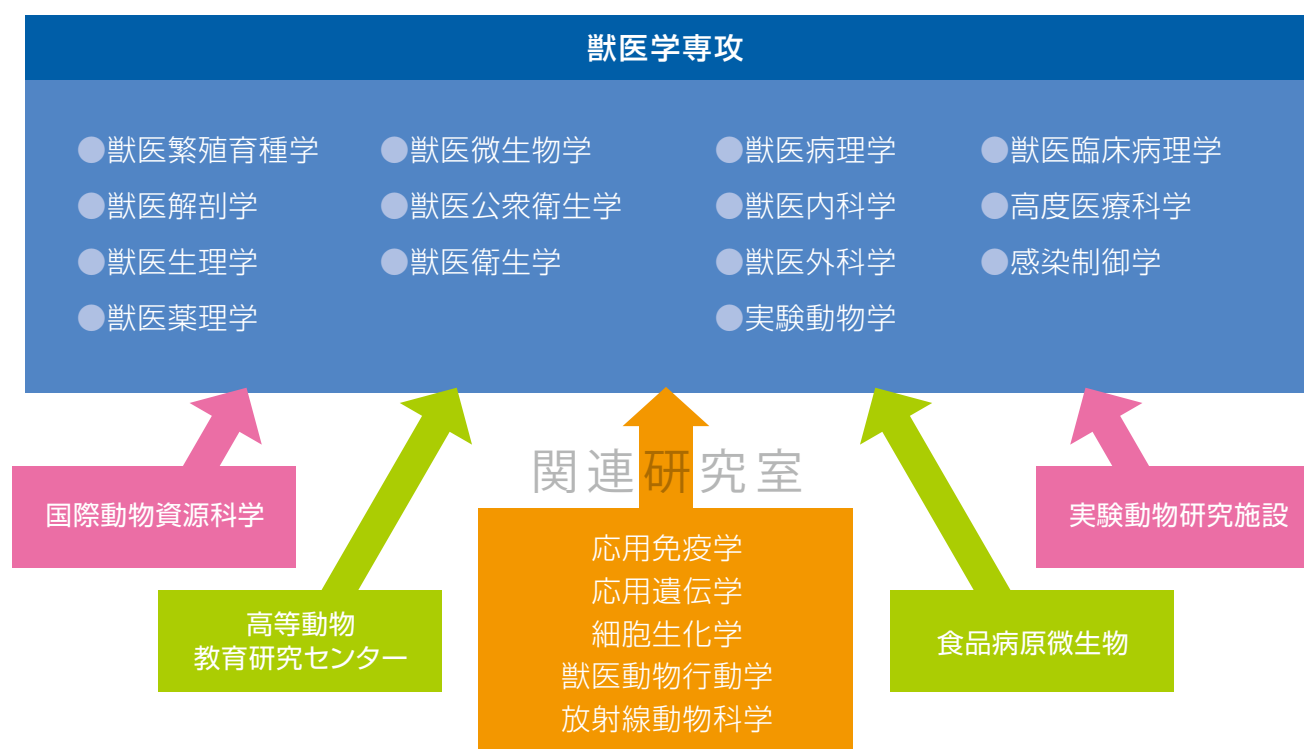 獣医学専攻
●獣医繁殖育種学
●獣医解剖学
●獣医生理学
●獣医薬理学
●獣医微生物学
●獣医公衆衛生学
●獣医衛生学
●獣医病理学
●獣医内科学
●獣医外科学
●実験動物学
●獣医臨床病理学
●高度医療科学
●感染制御学
関連研究室
国際動物資源科学
高等動物
教育研究センター
応用免疫学
応用遺伝学
細胞生化学
獣医動物行動学
放射線動物科学
食品病原微生物
実験動物研究施設